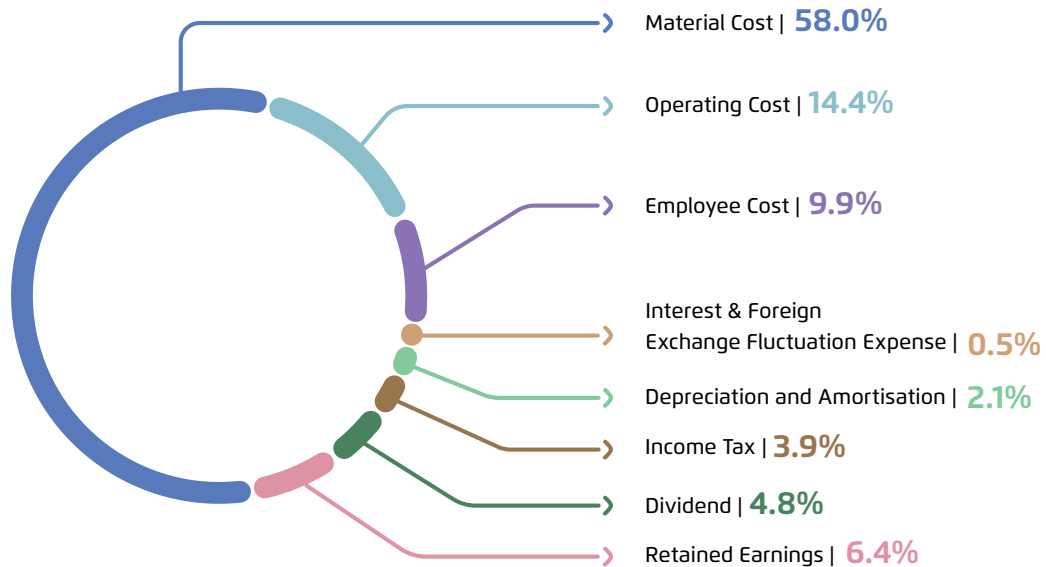 Material Cost | 58.0%
Operating Cost | 14.4%
Employee Cost | 9.9%
Interest & Foreign
Exchange Fluctuation Expense | 0.5%
Depreciation and Amortisation | 2.1%
Income Tax | 3.9%
Dividend | 4.8%
Retained Earnings | 6.4%